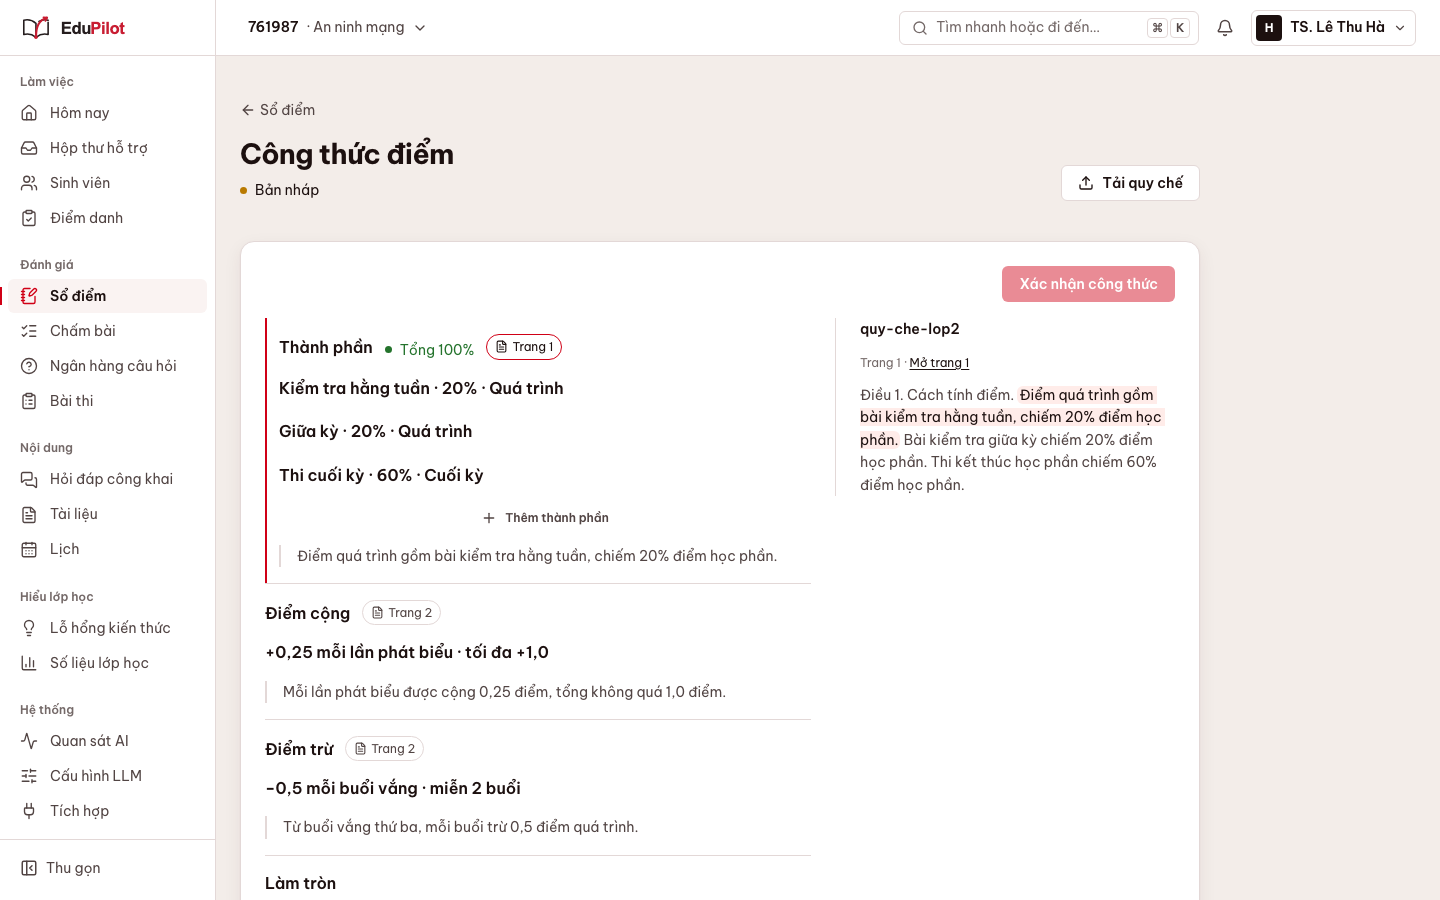 EduPilot
761987 · An ninh mạng
Tìm nhanh hoặc đi đến...
⌘ K
H TS. Lê Thu Hà
Làm việc
Hôm nay
Hộp thư hỗ trợ
Sinh viên
Điểm danh
Đánh giá
Sổ điểm
Chấm bài
Ngân hàng câu hỏi
Bài thi
Nội dung
Hỏi đáp công khai
Tài liệu
Lịch
Hiểu lớp học
Lỗ hổng kiến thức
Số liệu lớp học
Hệ thống
Quan sát AI
Cấu hình LLM
Tích hợp
Thu gọn
Sổ điểm
Công thức điểm
Bản nháp
Tải quy chế
Xác nhận công thức
Thành phần
Tổng 100%
Trang 1
Kiểm tra hằng tuần · 20% · Quá trình
Giữa kỳ · 20% · Quá trình
Thi cuối kỳ · 60% · Cuối kỳ
Thêm thành phần
Điểm quá trình gồm bài kiểm tra hằng tuần, chiếm 20% điểm học phần.
Điểm cộng
Trang 2
+0,25 mỗi lần phát biểu · tối đa +1,0
Mỗi lần phát biểu được cộng 0,25 điểm, tổng không quá 1,0 điểm.
Điểm trừ
Trang 2
−0,5 mỗi buổi vắng · miễn 2 buổi
Từ buổi vắng thứ ba, mỗi buổi trừ 0,5 điểm quá trình.
Làm tròn
quy-che-lop2
Trang 1 · Mở trang 1
Điều 1. Cách tính điểm. Điểm quá trình gồm
bài kiểm tra hằng tuần, chiếm 20% điểm học
phần. Bài kiểm tra giữa kỳ chiếm 20% điểm
học phần. Thi kết thúc học phần chiếm 60%
điểm học phần.